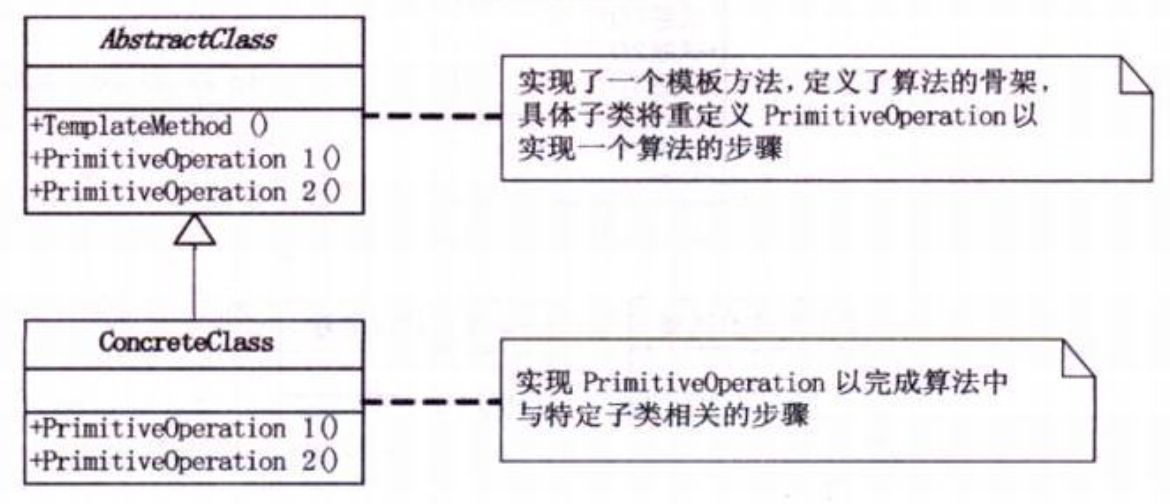 AbstractClass
+TemplateMethod ()
+PrimitiveOperation 1()
+PrimitiveOperation 2()
实现了一个模板方法，定义了算法的骨架，
具体子类将重定义 PrimitiveOperation 以
实现一个算法的步骤
ConcreteClass
+PrimitiveOperation 1()
+PrimitiveOperation 2()
实现 PrimitiveOperation 以完成算法中
与特定子类相关的步骤